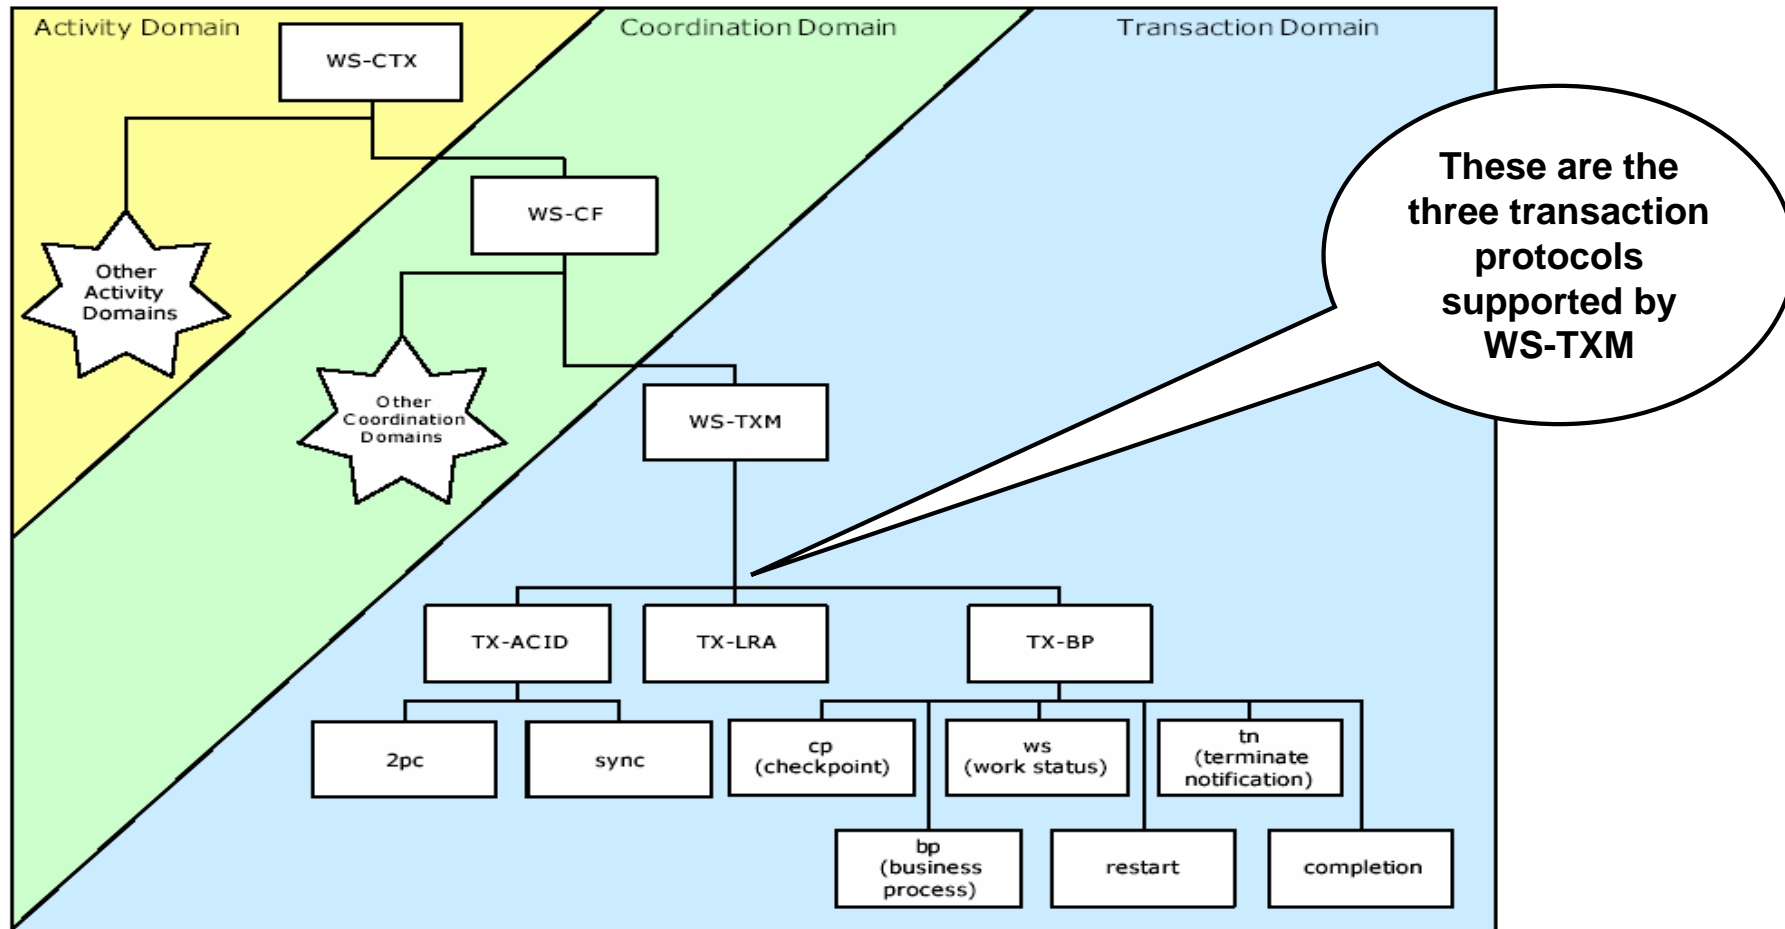 Activity Domain
Coordination Domain
Transaction Domain
WS-CTX
These are the
three transaction
protocols
supported by
WS-TXM
WS-CF
Other
Activity
Domains
Other
Coordination
Domains
WS-TXM
TX-ACID
TX-LRA
TX-BP
2pc
sync
cp
(checkpoint)
ws
(work status)
tn
(terminate
notification)
bp
(business
process)
restart
completion